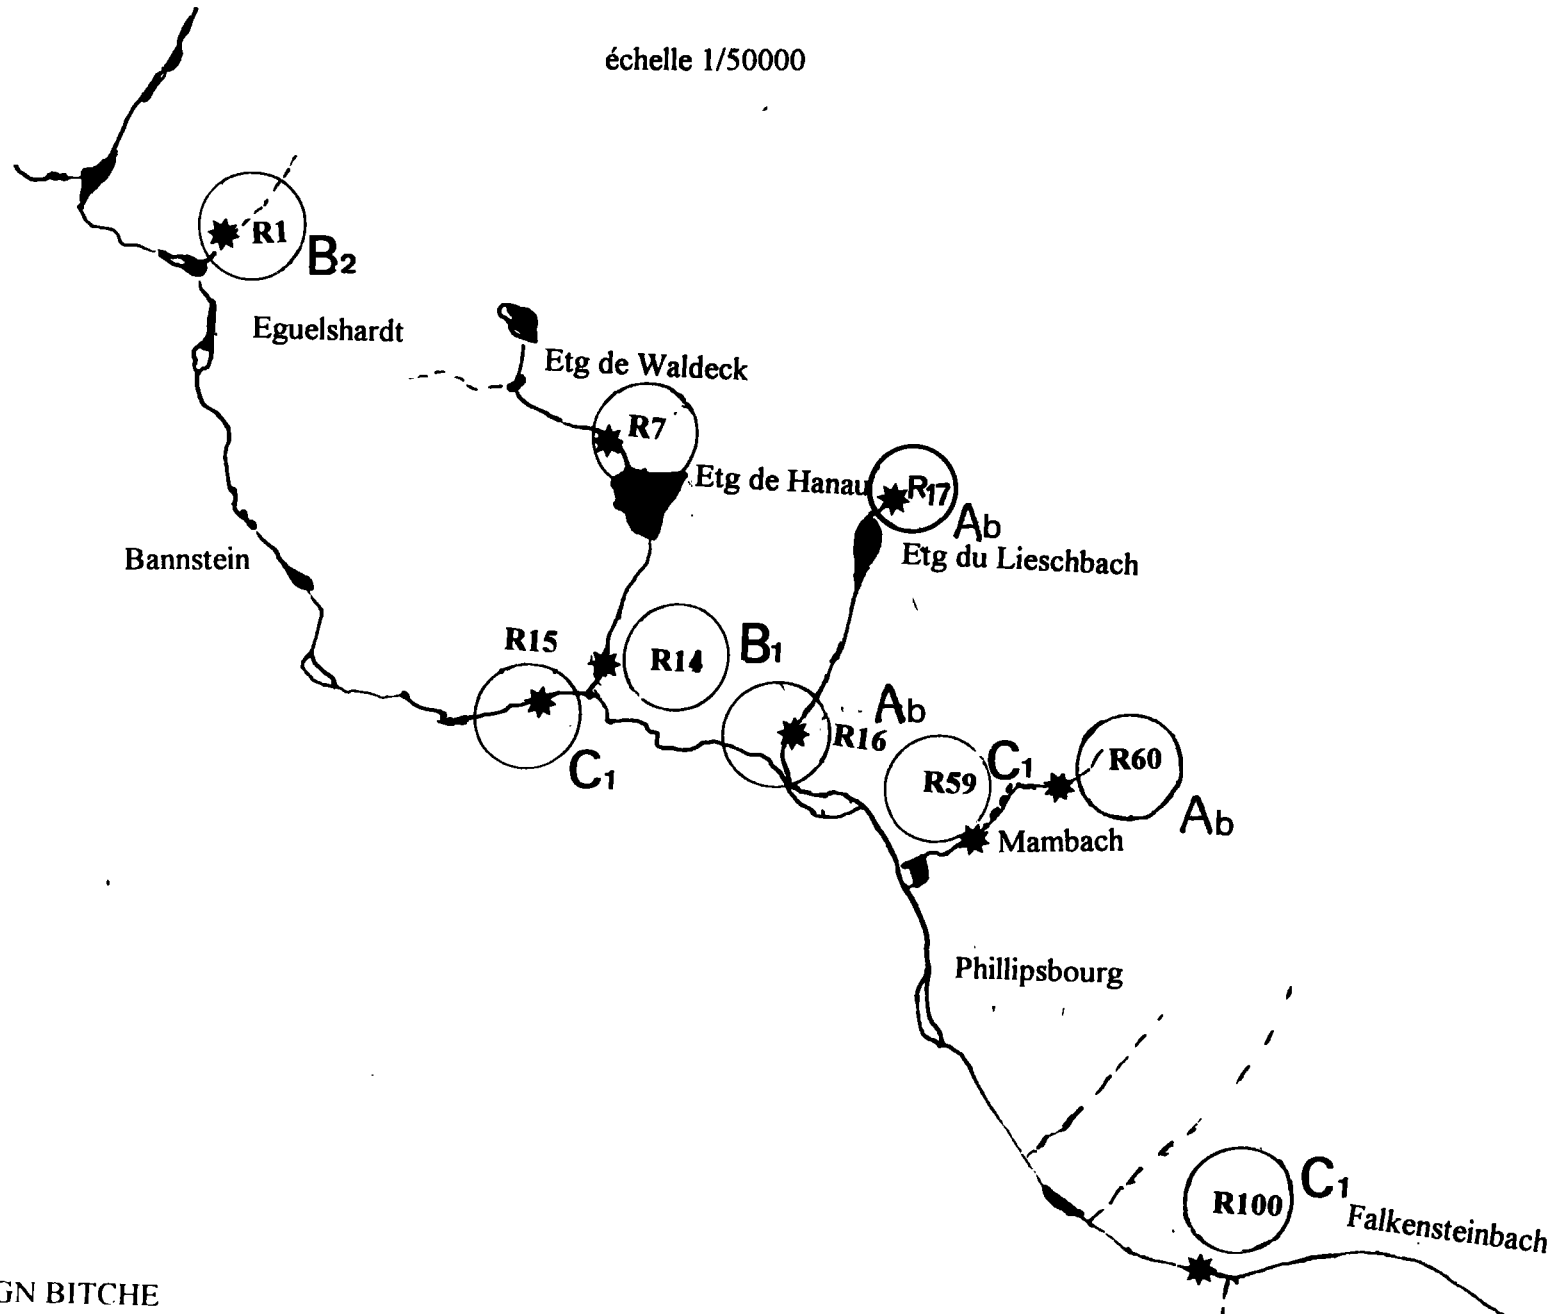 échelle 1/50000
R1
B2
Eguelshardt
Etg de Waldeck
R7
Etg de Hanau
R17
Ab
Etg du Lieschbach
Bannstein
R15
R14
B1
Ab
R16
C1
R59
C1
R60
Ab
Mambach
Phillipsbourg
R100
C1
Falkensteinbach
GN BITCHE